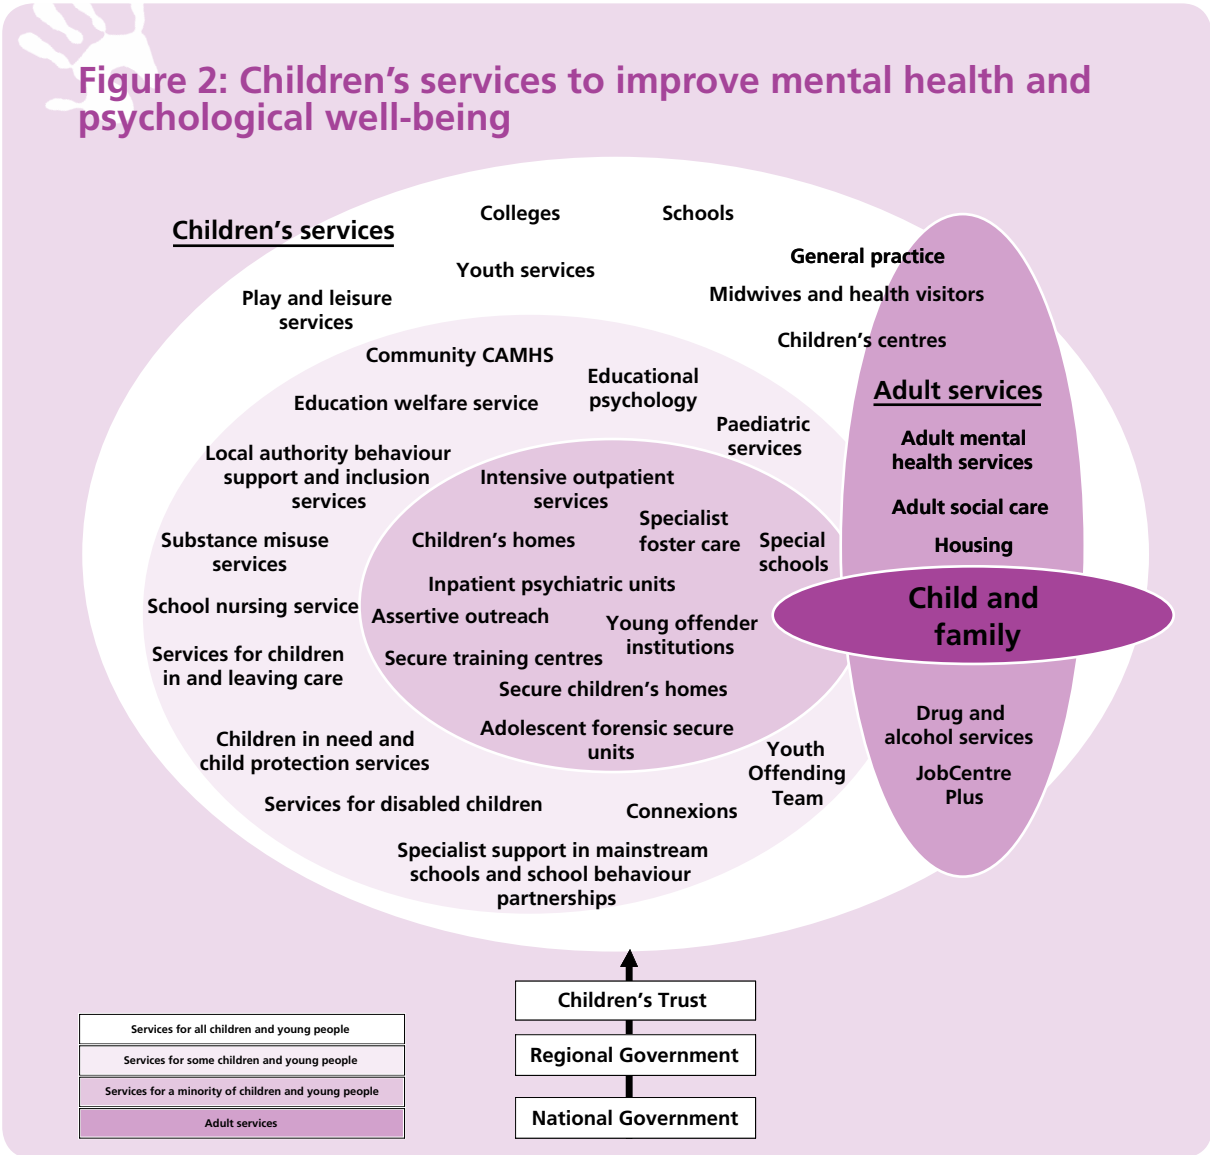 Figure 2: Children’s services to improve mental health and
psychological well-being
Children’s services
Colleges
Schools
Youth services
General practice
Midwives and health visitors
Play and leisure
services
Children’s centres
Community CAMHS
Educational
psychology
Education welfare service
Paediatric
services
Adult services
Adult mental
health services
Adult social care
Housing
Local authority behaviour
support and inclusion
services
Intensive outpatient
services
Specialist
foster care
Children’s homes
Special
schools
Substance misuse
services
Inpatient psychiatric units
School nursing service
Assertive outreach
Young offender
institutions
Child and
family
Services for children
in and leaving care
Secure training centres
Secure children’s homes
Adolescent forensic secure
units
Drug and
alcohol services
JobCentre
Plus
Children in need and
child protection services
Youth
Offending
Team
Services for disabled children
Connexions
Specialist support in mainstream
schools and school behaviour
partnerships
Children’s Trust
Regional Government
National Government
Services for all children and young people
Services for some children and young people
Services for a minority of children and young people
Adult services